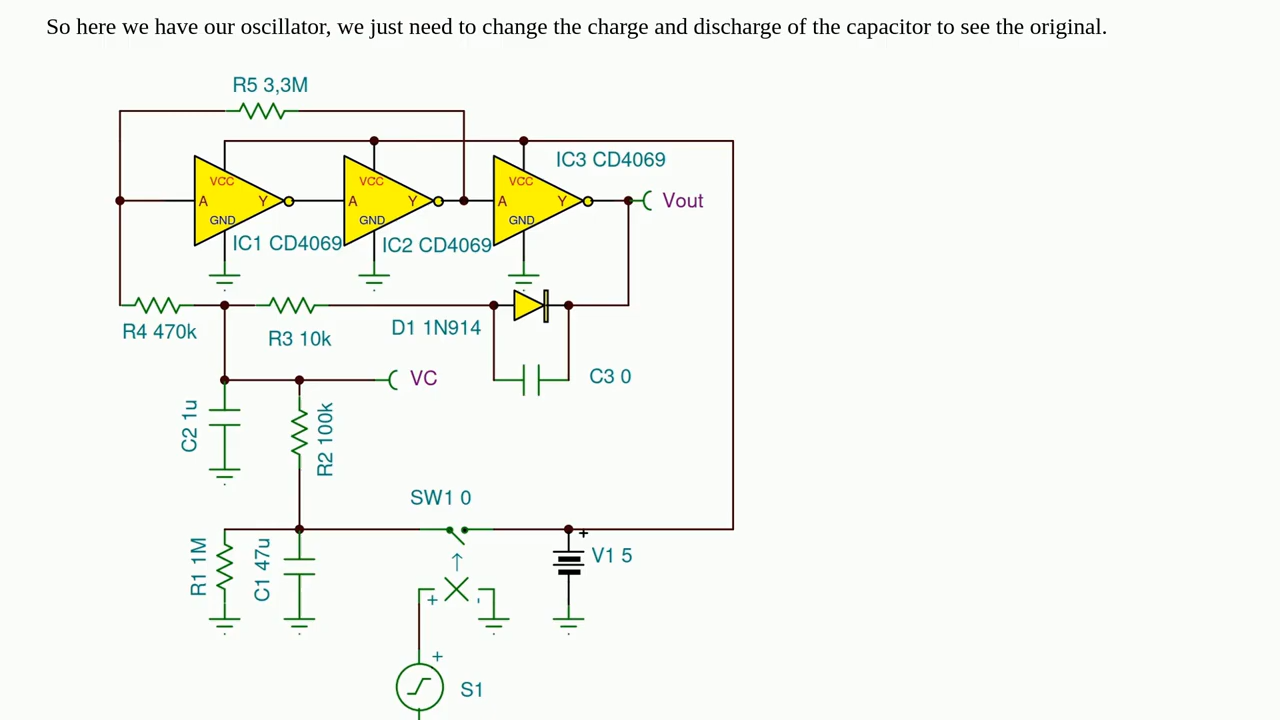 So here we have our oscillator, we just need to change the charge and discharge of the capacitor to see the original.
R5 3,3M
IC3 CD4069
VCC VCC VCC
A Y A Y A Y Vout
GND GND GND
IC1 CD4069 IC2 CD4069
R4 470k R3 10k D1 1N914
VC C3 0
C2 1u R2 100k
SW1 0
+
R1 1M C1 47u V1 5
+ -
+
S1